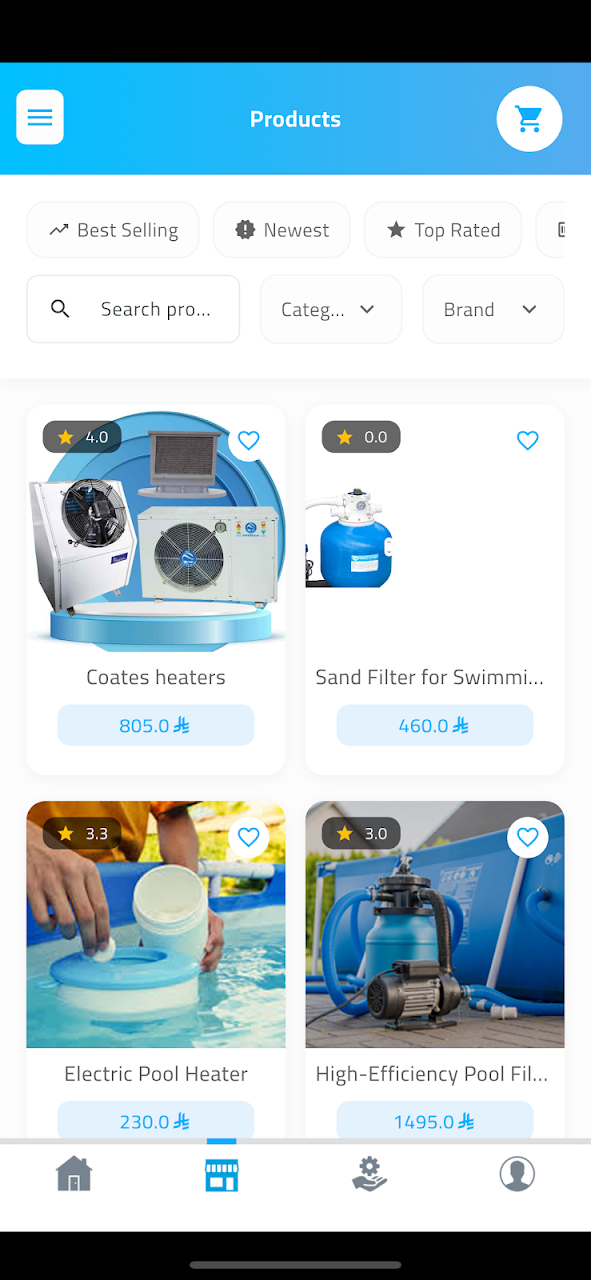 Products
Best Selling
Newest
Top Rated
Search pro...
Categ...
Brand
4.0
0.0
Coates heaters
Sand Filter for Swimmi...
805.0
460.0
3.3
3.0
Electric Pool Heater
High-Efficiency Pool Fil...
230.0
1495.0